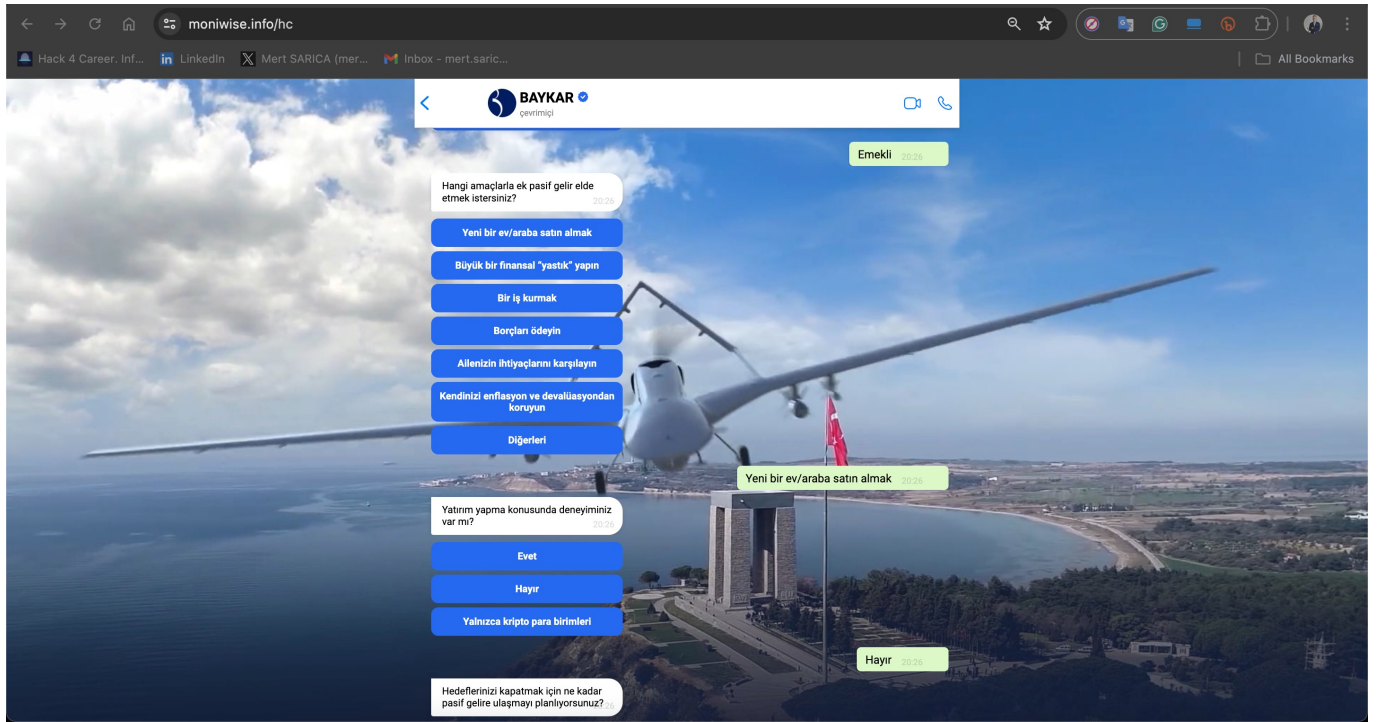 moniwise.info/hc
Hack 4 Career. Inf...
LinkedIn
Mert SARICA (mer...
Inbox - mert.saric...
All Bookmarks
BAYKAR
çevrimiçi
Emekli 20:26
Hangi amaçlarla ek pasif gelir elde
etmek istersiniz? 20:26
Yeni bir ev/araba satın almak
Büyük bir finansal "yastık" yapın
Bir iş kurmak
Borçları ödeyin
Ailenizin ihtiyaçlarını karşılayın
Kendinizi enflasyon ve devalüasyondan
koruyun
Diğerleri
Yeni bir ev/araba satın almak 20:26
Yatırım yapma konusunda deneyiminiz
var mı? 20:26
Evet
Hayır
Yalnızca kripto para birimleri
Hayır 20:26
Hedeflerinizi kapatmak için ne kadar
pasif gelire ulaşmayı planlıyorsunuz? 20:26